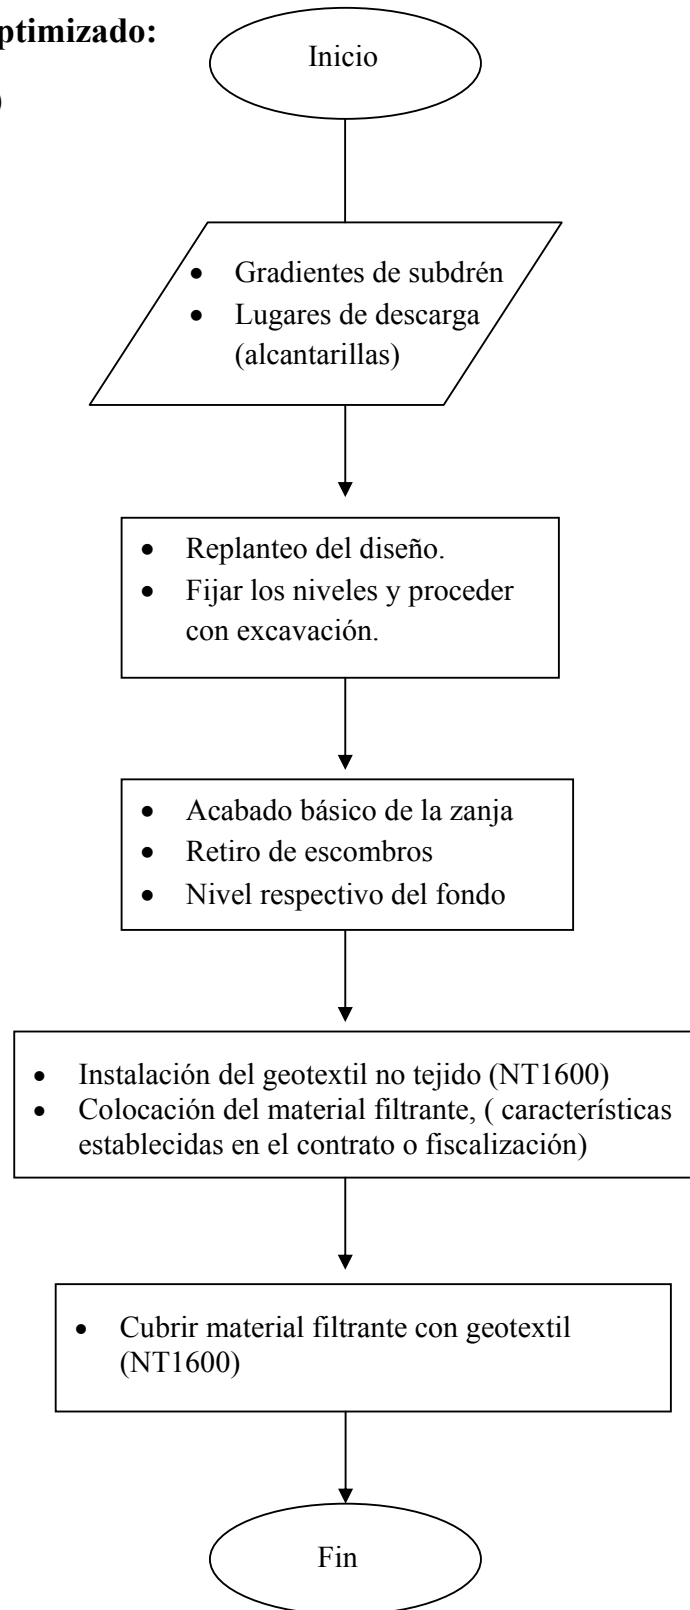 ptimizado:
Inicio
)
• Gradientes de subdrén
• Lugares de descarga
(alcantarillas)
• Replanteo del diseño.
• Fijar los niveles y proceder
con excavación.
• Acabado básico de la zanja
• Retiro de escombros
• Nivel respectivo del fondo
• Instalación del geotextil no tejido (NT1600)
• Colocación del material filtrante, ( características
establecidas en el contrato o fiscalización)
• Cubrir material filtrante con geotextil
(NT1600)
Fin